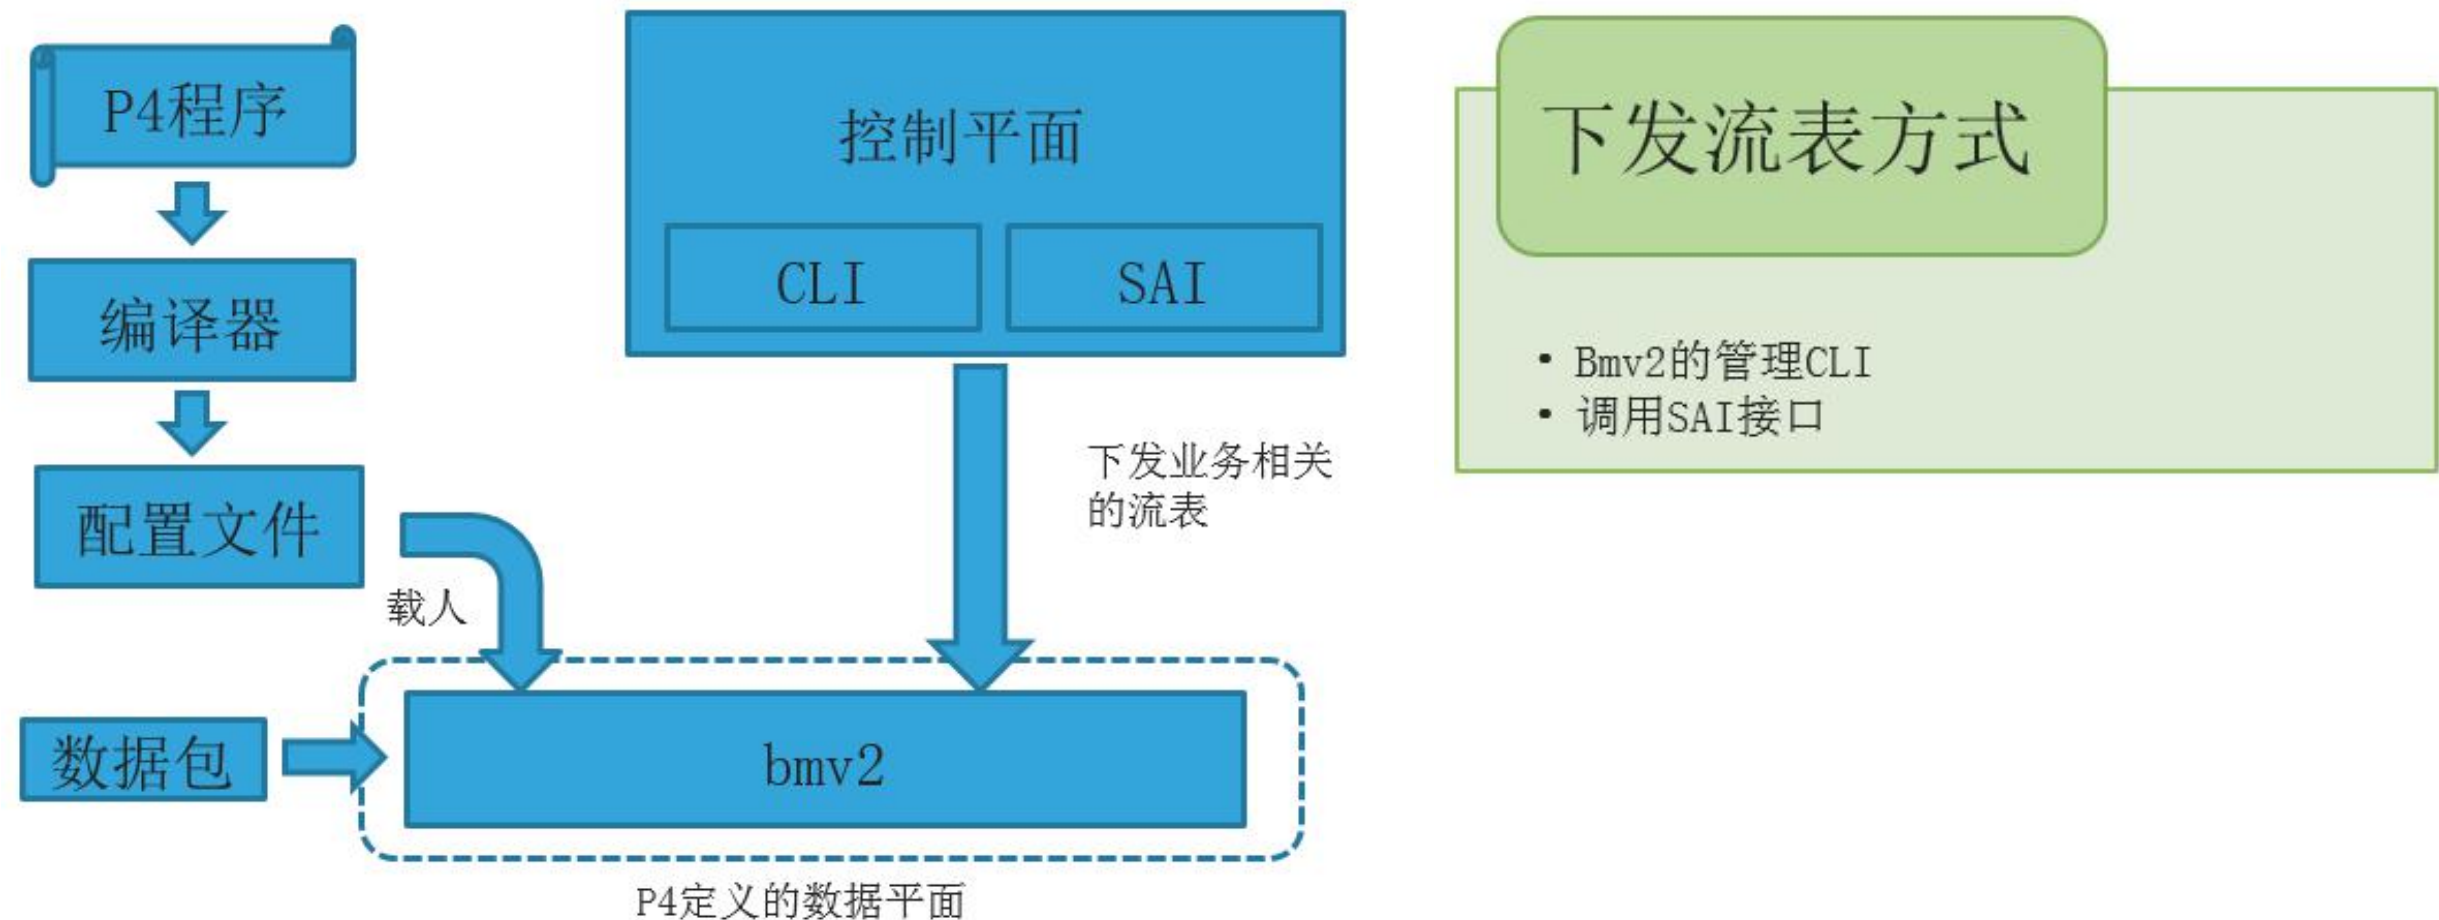 P4程序
编译器
配置文件
载人
数据包
控制平面
CLI
SAI
下发业务相关
的流表
bmv2
P4定义的数据平面
下发流表方式
• Bmv2的管理CLI
• 调用SAI接口